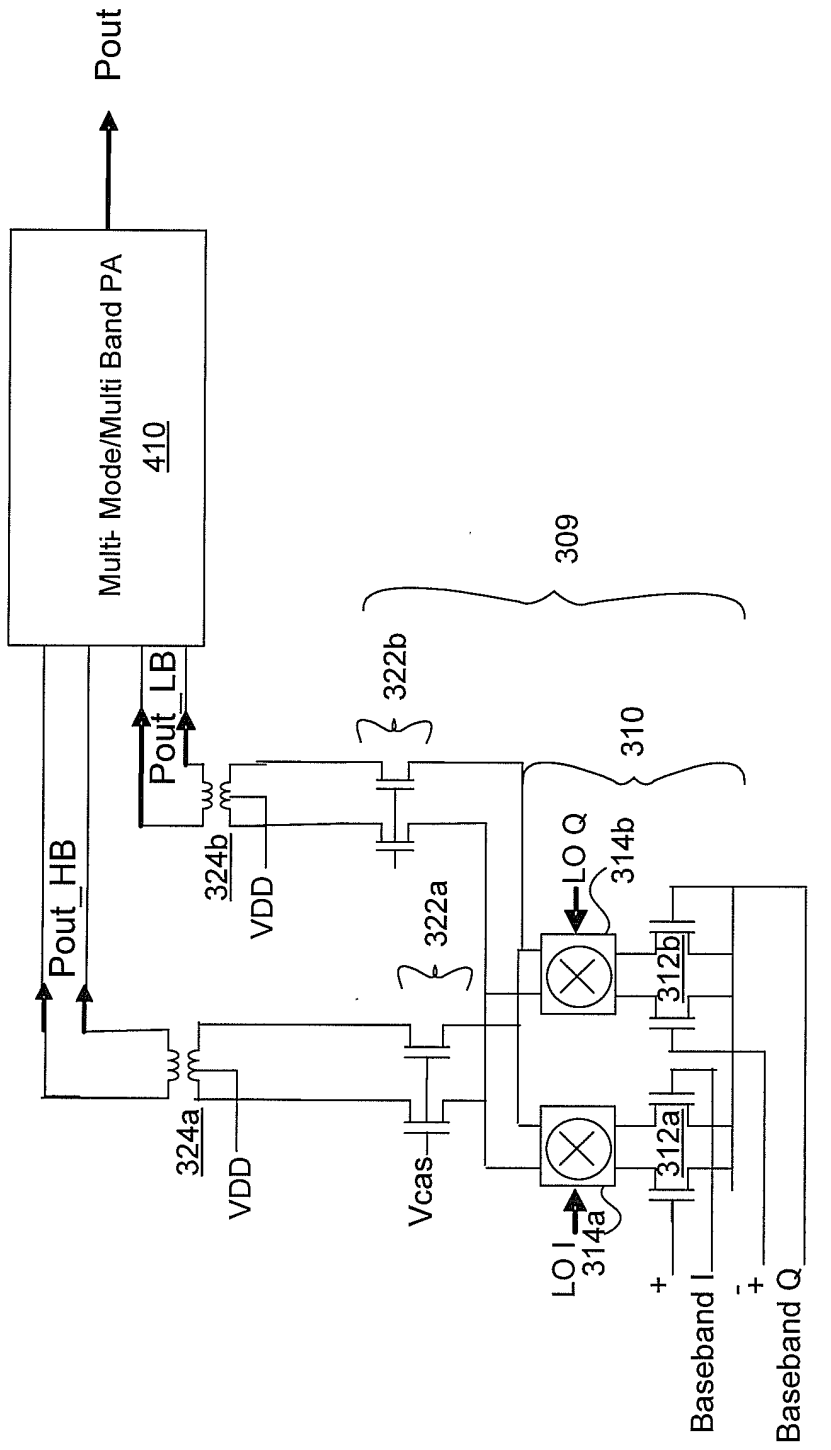 Pout
Multi- Mode/Multi Band PA
410
Pout_HB
Pout_LB
324a
VDD
324b
VDD
322a
322b
309
Vcas
310
LO I
314a
LO Q
314b
312a
312b
+
Baseband I
-
+
Baseband Q